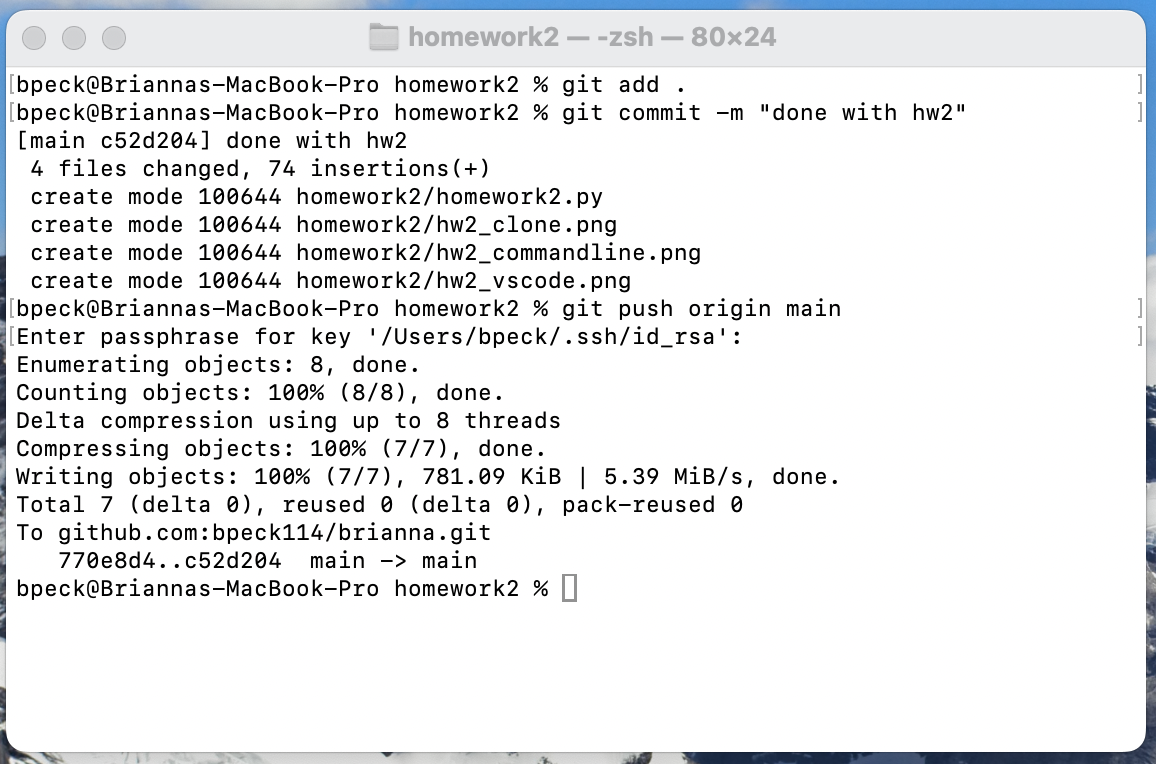 homework2 — -zsh — 80×24
[bpeck@Briannas-MacBook-Pro homework2 % git add . ]
[bpeck@Briannas-MacBook-Pro homework2 % git commit -m "done with hw2" ]
[main c52d204] done with hw2
 4 files changed, 74 insertions(+)
 create mode 100644 homework2/homework2.py
 create mode 100644 homework2/hw2_clone.png
 create mode 100644 homework2/hw2_commandline.png
 create mode 100644 homework2/hw2_vscode.png
[bpeck@Briannas-MacBook-Pro homework2 % git push origin main ]
[Enter passphrase for key '/Users/bpeck/.ssh/id_rsa': ]
Enumerating objects: 8, done.
Counting objects: 100% (8/8), done.
Delta compression using up to 8 threads
Compressing objects: 100% (7/7), done.
Writing objects: 100% (7/7), 781.09 KiB | 5.39 MiB/s, done.
Total 7 (delta 0), reused 0 (delta 0), pack-reused 0
To github.com:bpeck114/brianna.git
   770e8d4..c52d204  main -> main
bpeck@Briannas-MacBook-Pro homework2 %